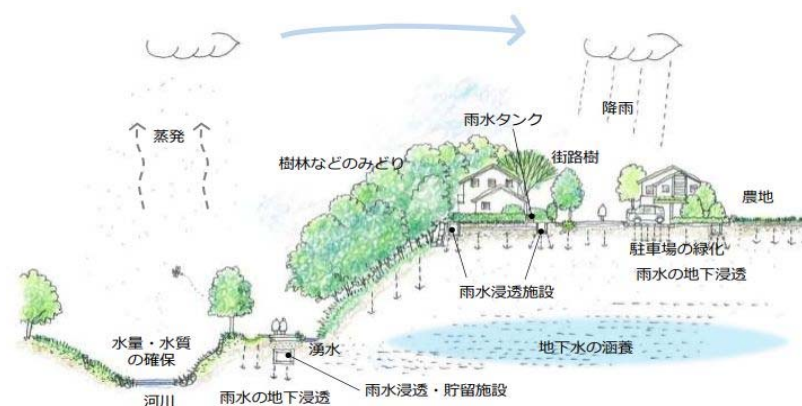 降雨
雨水タンク
蒸発
街路樹
樹林などのみどり
農地
駐車場の緑化
雨水の地下浸透
雨水浸透施設
水量・水質
の確保
湧水
地下水の涵養
雨水浸透・貯留施設
雨水の地下浸透
河川